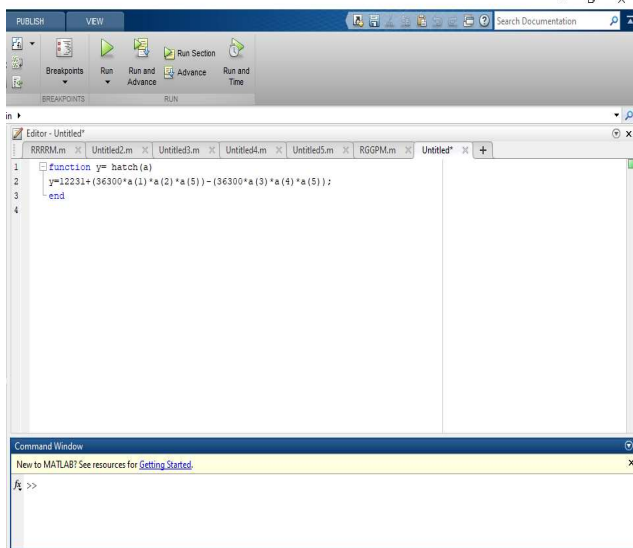 PUBLISH VIEW Search Documentation
Breakpoints Run Run and Advance Run Section Advance Run and Time
BREAKPOINTS RUN
in
Editor - Untitled*
RRRRM.m Untitled2.m Untitled3.m Untitled4.m Untitled5.m RGGPM.m Untitled* +
1 function y= hatch(a)
2 y=12231+(36300*a(1)*a(2)*a(5))-(36300*a(3)*a(4)*a(5));
3 end
4
Command Window
New to MATLAB? See resources for Getting Started.
fx >>